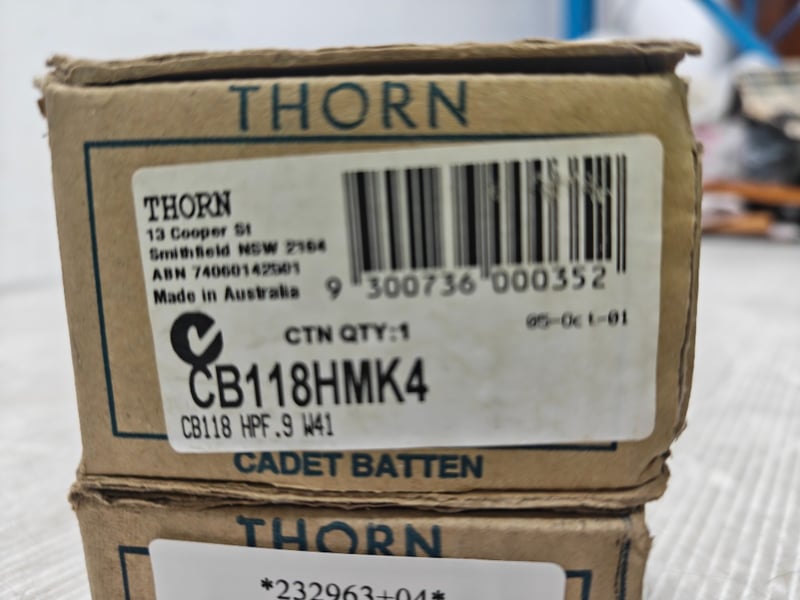 THORN
THORN
13 Cooper St
Smithfield NSW 2164
ABN 74060142501
Made in Australia
9 300736 000352
05-Oct-01
CTN QTY:1
CB118HMK4
CB118 HPF.9 W41
CADET BATTEN
THORN
*232963+04*